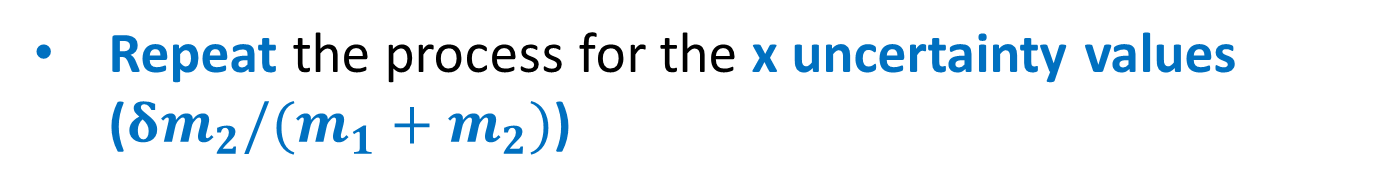 • Repeat the process for the x uncertainty values
(δm₂/(m₁ + m₂))